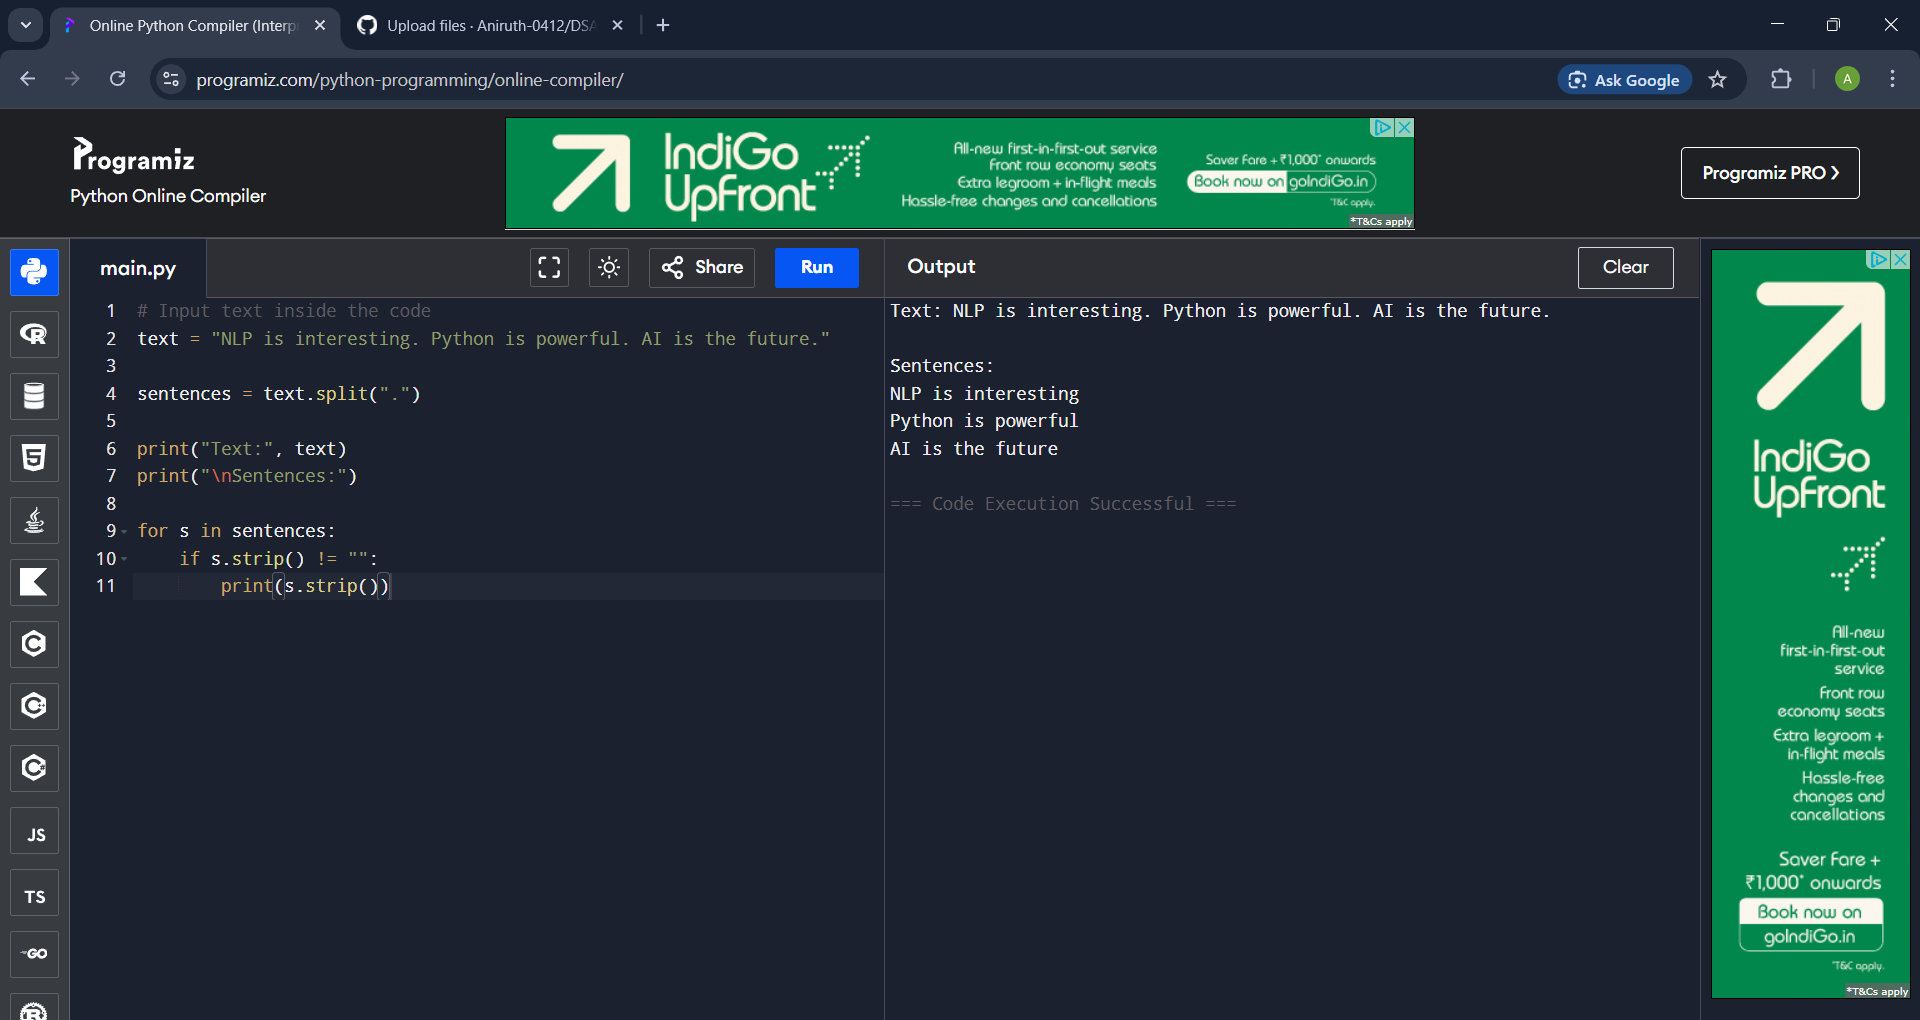 Online Python Compiler (Interp
Upload files · Aniruth-0412/DSA
programiz.com/python-programming/online-compiler/
Ask Google
A
Programiz
Python Online Compiler
IndiGo
UpFront
All-new first-in-first-out service
Front row economy seats
Extra legroom + in-flight meals
Hassle-free changes and cancellations
Saver Fare + ₹1,000* onwards
Book now on goIndiGo.in
*T&C apply.
*T&Cs apply
Programiz PRO
main.py
Share
Run
Output
Clear
1 # Input text inside the code
2 text = "NLP is interesting. Python is powerful. AI is the future."
3
4 sentences = text.split(".")
5
6 print("Text:", text)
7 print("\nSentences:")
8
9 for s in sentences:
10 if s.strip() != "":
11 print(s.strip())
Text: NLP is interesting. Python is powerful. AI is the future.
Sentences:
NLP is interesting
Python is powerful
AI is the future
=== Code Execution Successful ===
R
5
C
C
C
JS
TS
GO
R
IndiGo
UpFront
All-new
first-in-first-out
service
Front row
economy seats
Extra legroom +
in-flight meals
Hassle-free
changes and
cancellations
Saver Fare +
₹1,000* onwards
Book now on
goIndiGo.in
*T&C apply.
*T&Cs apply